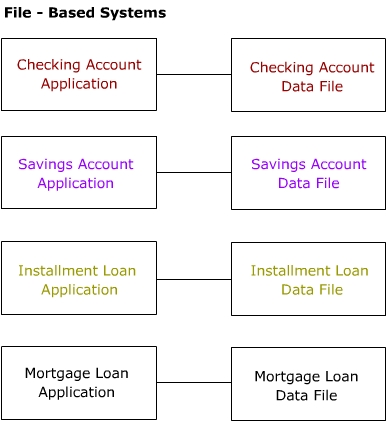 File - Based Systems
Checking Account
Application
Checking Account
Data File
Savings Account
Application
Savings Account
Data File
Installment Loan
Application
Installment Loan
Data File
Mortgage Loan
Application
Mortgage Loan
Data File